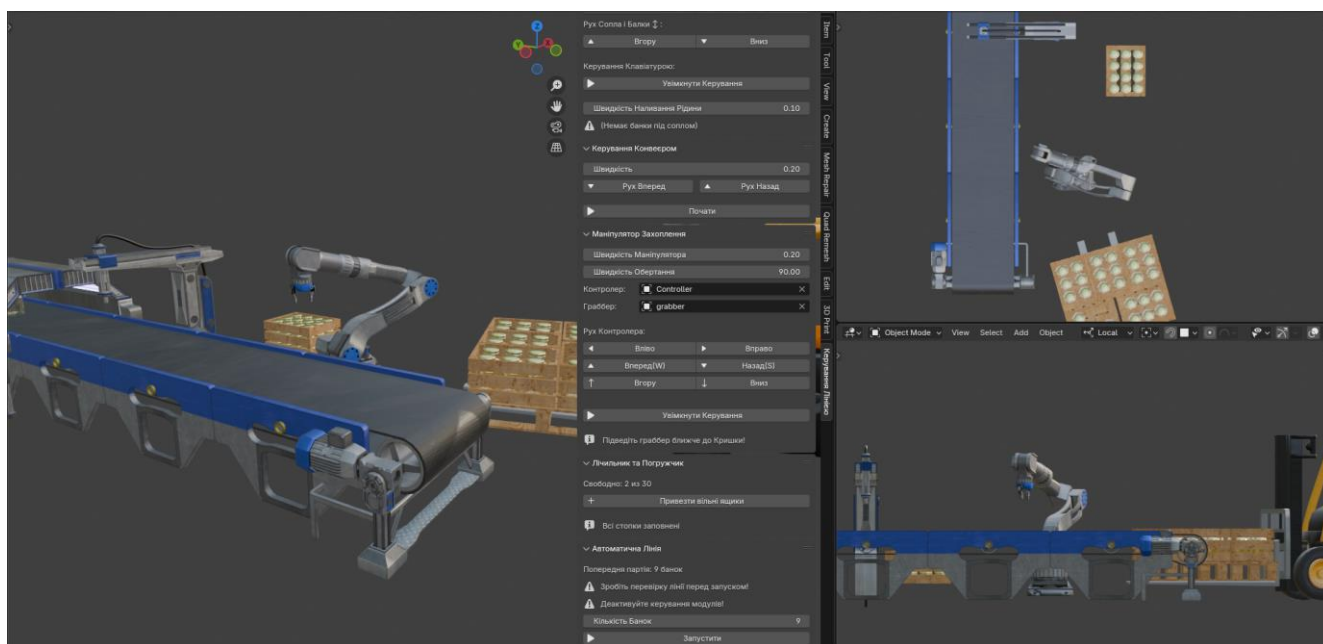 Рух Сопла і Балки ↕ :
Вгору Вниз
Керування Клавіатурою:
Увімкнути Керування
Швидкість Наливання Рідини 0.10
(Немає банки під соплом)
Керування Конвеєром
Швидкість 0.20
Рух Вперед Рух Назад
Почати
Маніпулятор Захоплення
Швидкість Маніпулятора 0.20
Швидкість Обертання 90.00
Контролер: Controller
Граббер: grabber
Рух Контролера:
Вліво Вправо
Вперед(W) Назад(S)
Вгору Вниз
Увімкнути Керування
Підведіть граббер ближче до Кришки!
Лічильник та Погружчик
Свободно: 2 из 30
Привезти вільні ящики
Всі стопки заповнені
Автоматична Лінія
Попередня партія: 9 банок
Зробіть перевірку лінії перед запуском!
Деактивуйте керування модулів!
Кількість Банок 9
Запустити
Item
Tool
View
Create
Mesh Repair
Quad Remesh
Edit
3D Print
Керування Лінією
Object Mode View Select Add Object Local
Z
Y
X